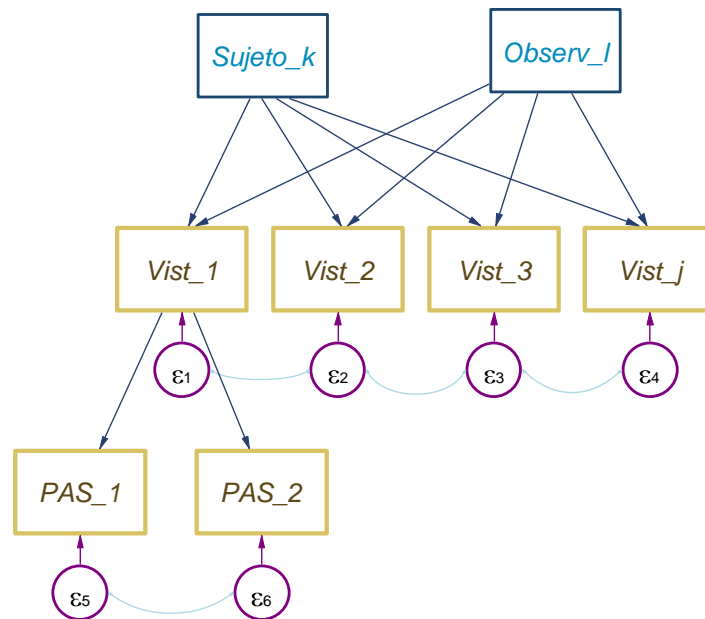 Sujeto_k
Observ_l
Vist_1
Vist_2
Vist_3
Vist_j
ε1
ε2
ε3
ε4
PAS_1
PAS_2
ε5
ε6